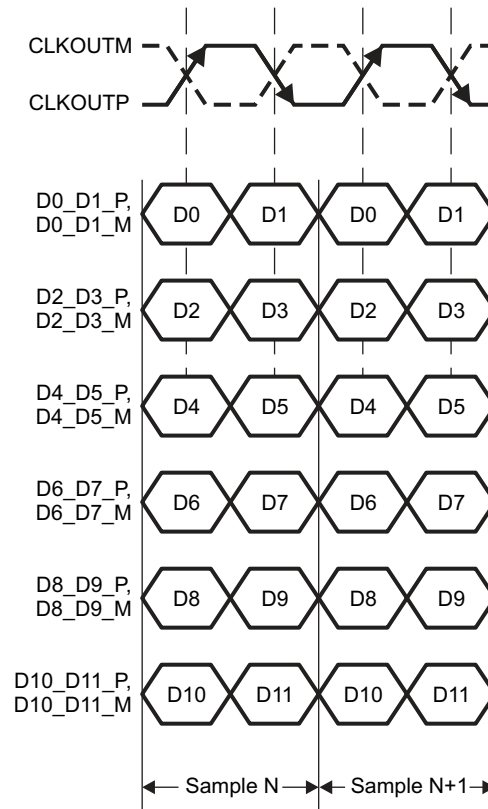 CLKOUTM
CLKOUTP
D0_D1_P,
D0_D1_M
D0 D1 D0 D1
D2_D3_P,
D2_D3_M
D2 D3 D2 D3
D4_D5_P,
D4_D5_M
D4 D5 D4 D5
D6_D7_P,
D6_D7_M
D6 D7 D6 D7
D8_D9_P,
D8_D9_M
D8 D9 D8 D9
D10_D11_P,
D10_D11_M
D10 D11 D10 D11
Sample N Sample N+1